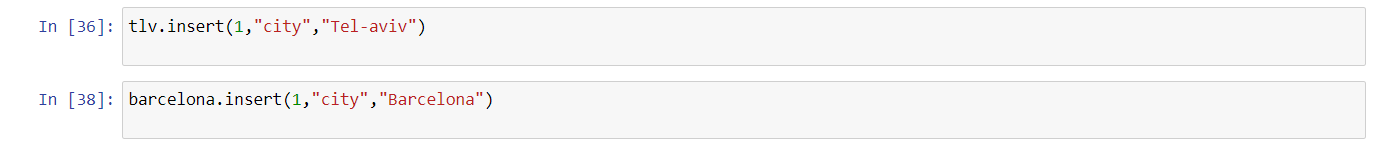 In [36]: tlv.insert(1,"city","Tel-aviv")
In [38]: barcelona.insert(1,"city","Barcelona")